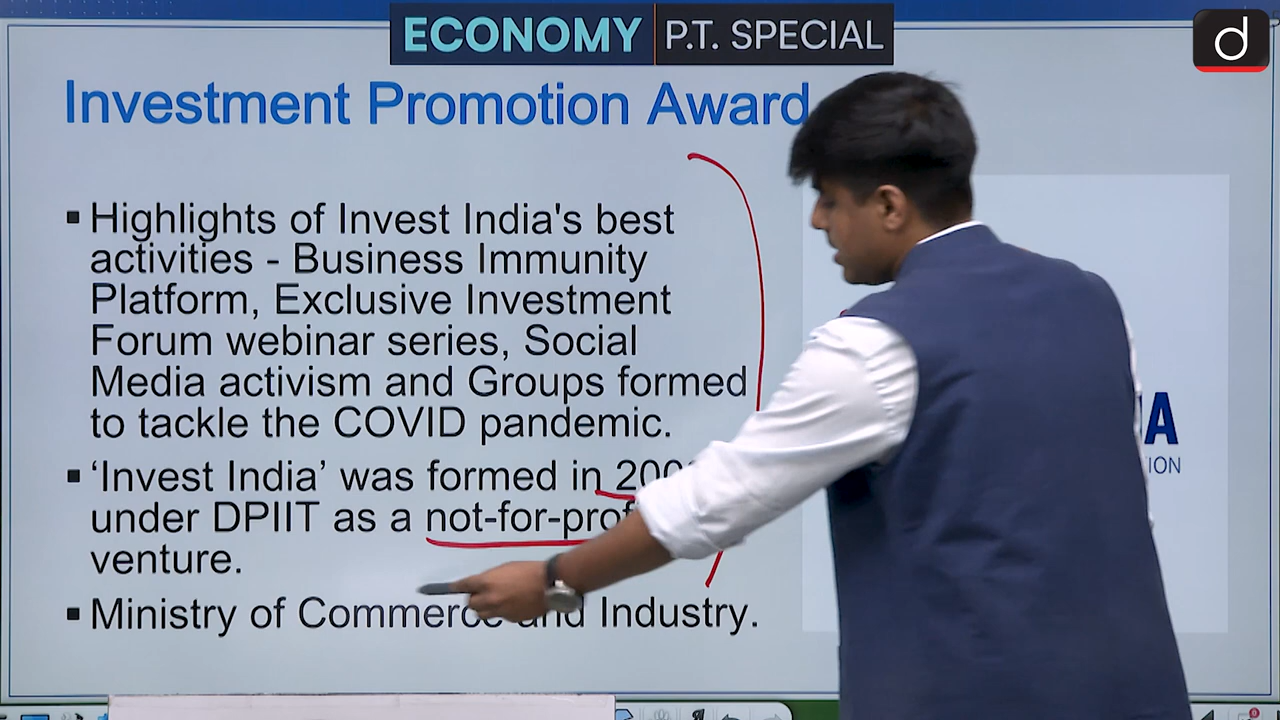 ECONOMY P.T. SPECIAL
d
Investment Promotion Award
▪ Highlights of Invest India's best
activities - Business Immunity
Platform, Exclusive Investment
Forum webinar series, Social
Media activism and Groups formed
to tackle the COVID pandemic.
▪ ‘Invest India’ was formed in
under DPIIT as a
venture.
▪ Ministry of Commerce and Industry.